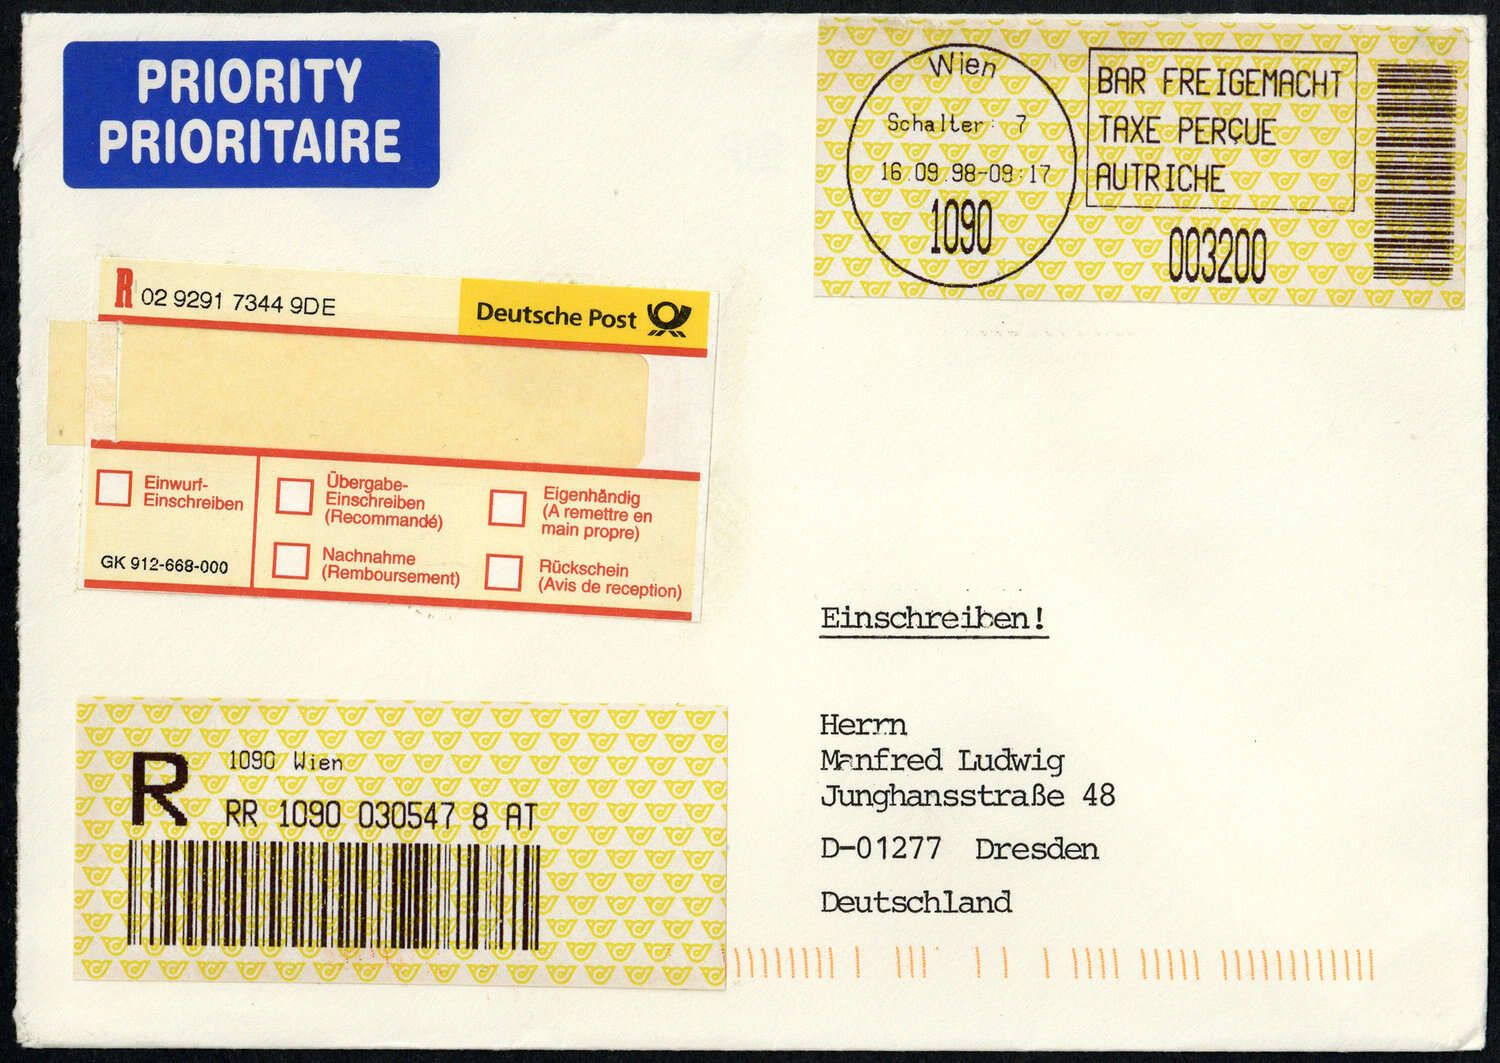 PRIORITY
PRIORITAIRE
Wien
Schalter: 7
16.09.98-09:17
1090
BAR FREIGEMACHT
TAXE PERÇUE
AUTRICHE
003200
R 02 9291 7344 9DE
Deutsche Post
Einwurf-
Einschreiben
GK 912-668-000
Übergabe-
Einschreiben
(Recommandé)
Nachnahme
(Remboursement)
Eigenhändig
(A remettre en
main propre)
Rückschein
(Avis de reception)
R
1090 Wien
RR 1090 030547 8 AT
Einschreiben!
Herrn
Manfred Ludwig
Junghansstraße 48
D-01277 Dresden
Deutschland